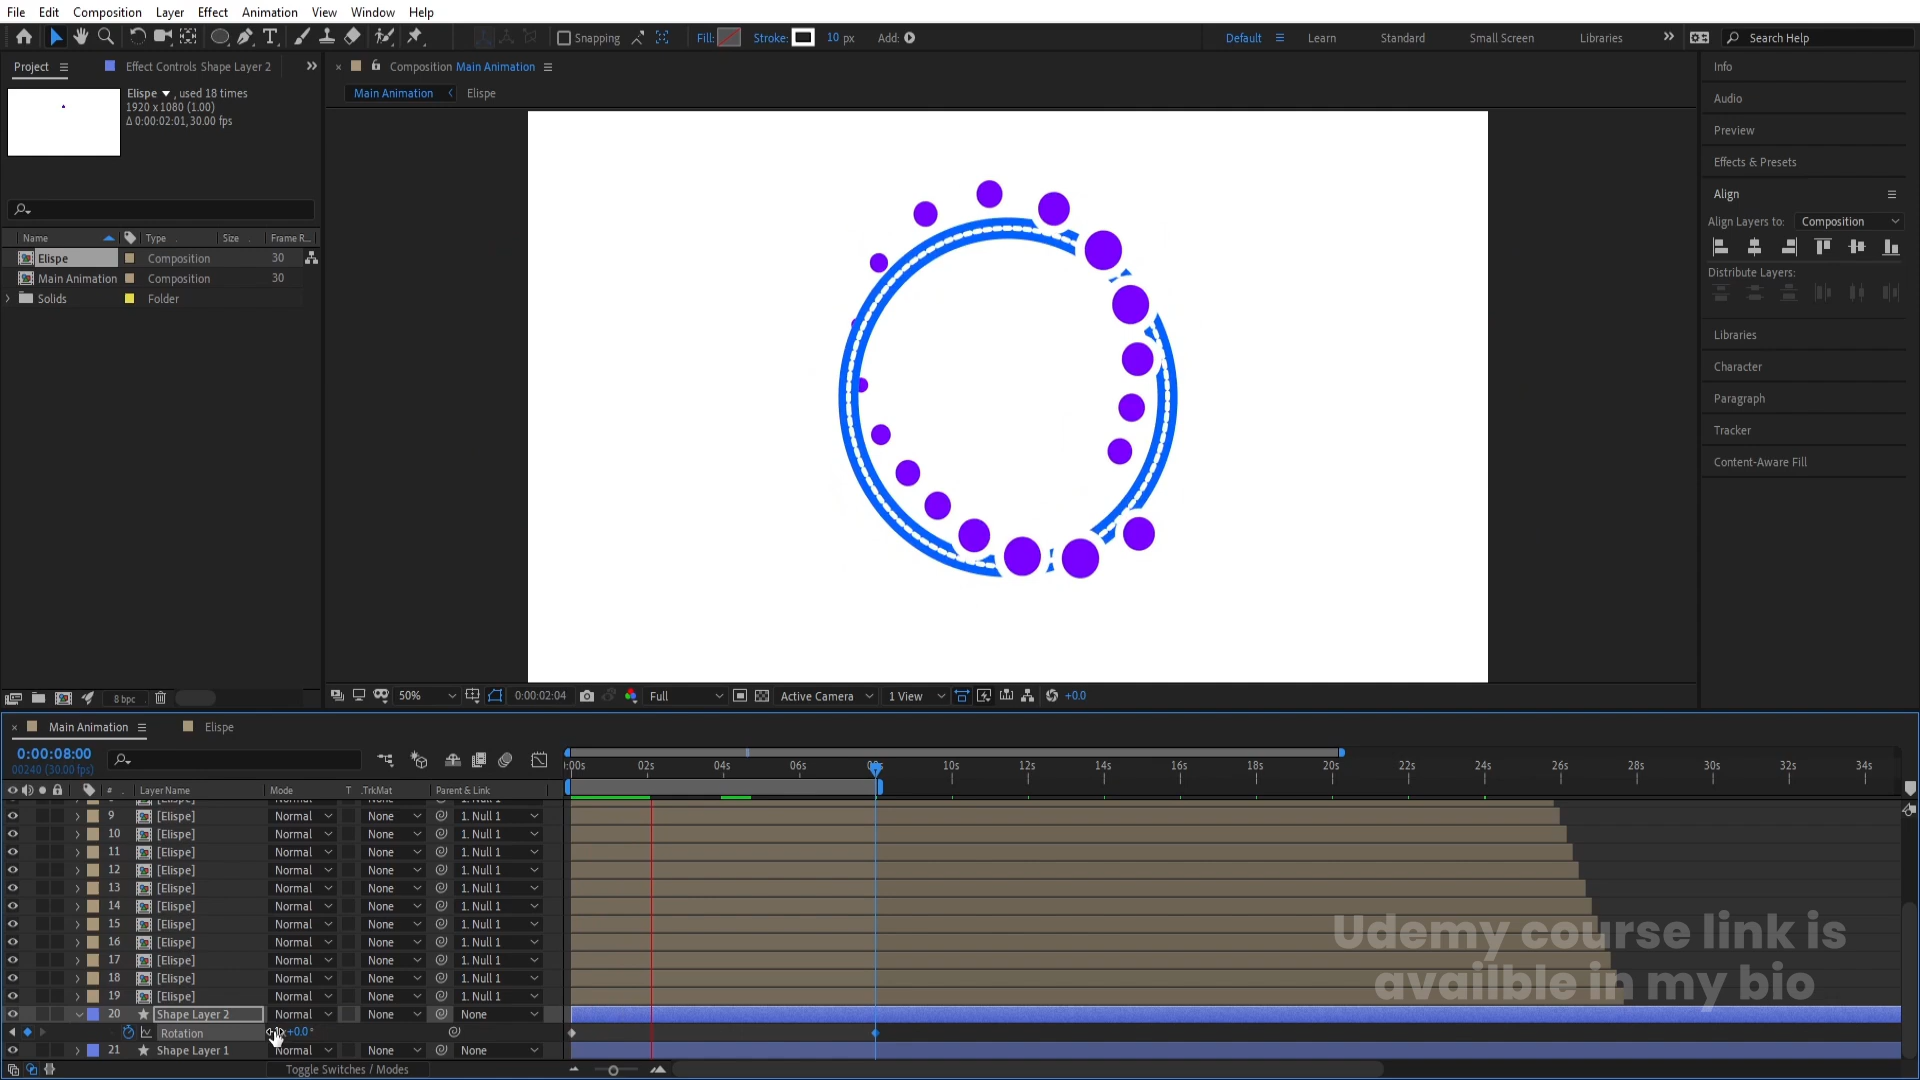 File Edit Composition Layer Effect Animation View Window Help
Snapping Fill: Stroke: 10 px Add: Default Learn Standard Small Screen Libraries Search Help
Project Effect Controls Shape Layer 2
Composition Main Animation
Main Animation Elispe
Elispe , used 18 times
1920 x 1080 (1.00)
Δ 0:00:02:01, 30.00 fps
Name Type Size Frame R...
Elispe Composition 30
Main Animation Composition 30
Solids Folder
Info
Audio
Preview
Effects & Presets
Align
Align Layers to: Composition
Distribute Layers:
Libraries
Character
Paragraph
Tracker
Content-Aware Fill
8 bpc
50% 0:00:02:04 Full Active Camera 1 View +0.0
Main Animation Elispe
0:00:08:00
00240 (30.00 fps)
:00s 02s 04s 06s 10s 12s 14s 16s 18s 20s 22s 24s 26s 28s 30s 32s 34s
# Layer Name Mode T .TrkMat Parent & Link
9 [Elispe] Normal None 1. Null 1
10 [Elispe] Normal None 1. Null 1
11 [Elispe] Normal None 1. Null 1
12 [Elispe] Normal None 1. Null 1
13 [Elispe] Normal None 1. Null 1
14 [Elispe] Normal None 1. Null 1
15 [Elispe] Normal None 1. Null 1
16 [Elispe] Normal None 1. Null 1
17 [Elispe] Normal None 1. Null 1
18 [Elispe] Normal None 1. Null 1
19 [Elispe] Normal None 1. Null 1
20 Shape Layer 2 Normal None None
Rotation +0.0°
21 Shape Layer 1 Normal None None
Toggle Switches / Modes
Udemy course link is
availble in my bio